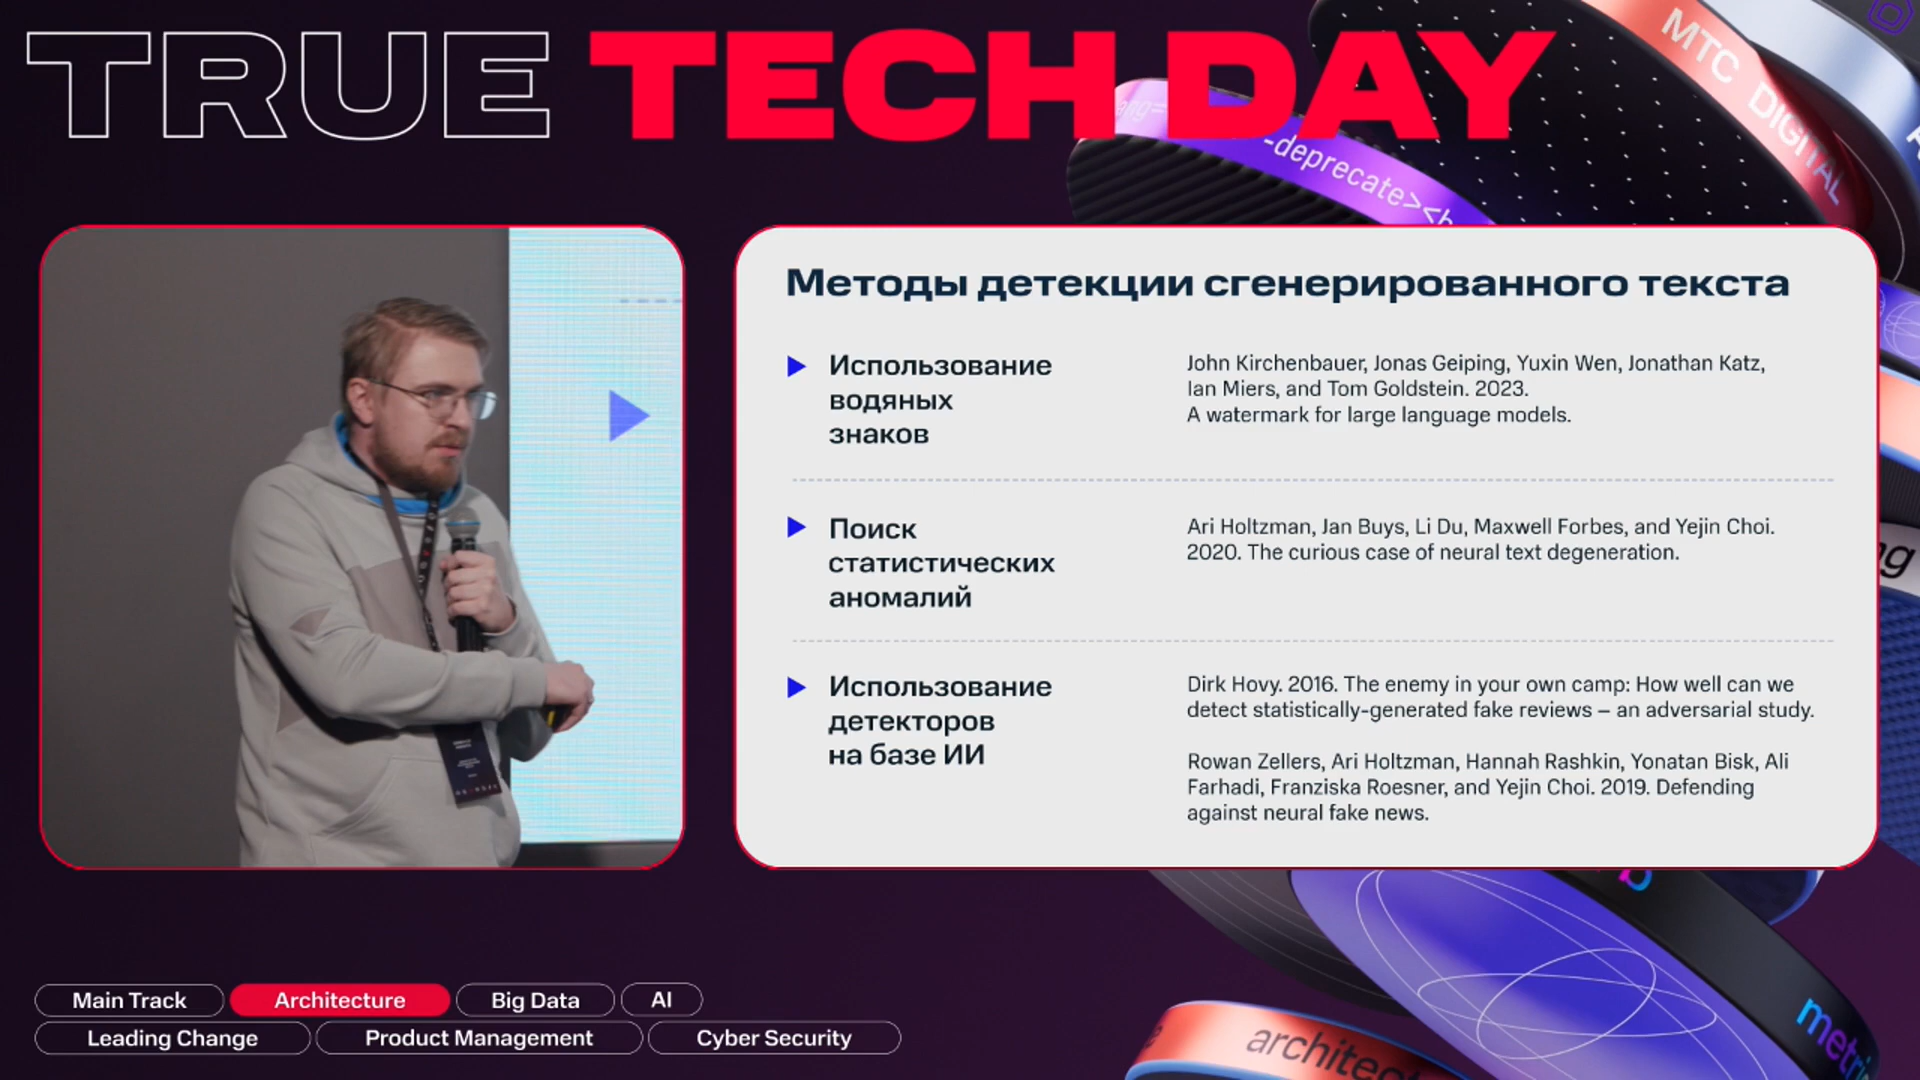 TRUE TECH DAY
МТС DIGITAL
-deprecate><b
Методы детекции сгенерированного текста
Использование
водяных
знаков
John Kirchenbauer, Jonas Geiping, Yuxin Wen, Jonathan Katz,
Ian Miers, and Tom Goldstein. 2023.
A watermark for large language models.
Поиск
статистических
аномалий
Ari Holtzman, Jan Buys, Li Du, Maxwell Forbes, and Yejin Choi.
2020. The curious case of neural text degeneration.
Использование
детекторов
на базе ИИ
Dirk Hovy. 2016. The enemy in your own camp: How well can we
detect statistically-generated fake reviews – an adversarial study.
Rowan Zellers, Ari Holtzman, Hannah Rashkin, Yonatan Bisk, Ali
Farhadi, Franziska Roesner, and Yejin Choi. 2019. Defending
against neural fake news.
Main Track
Architecture
Big Data
AI
Leading Change
Product Management
Cyber Security
architect
metri